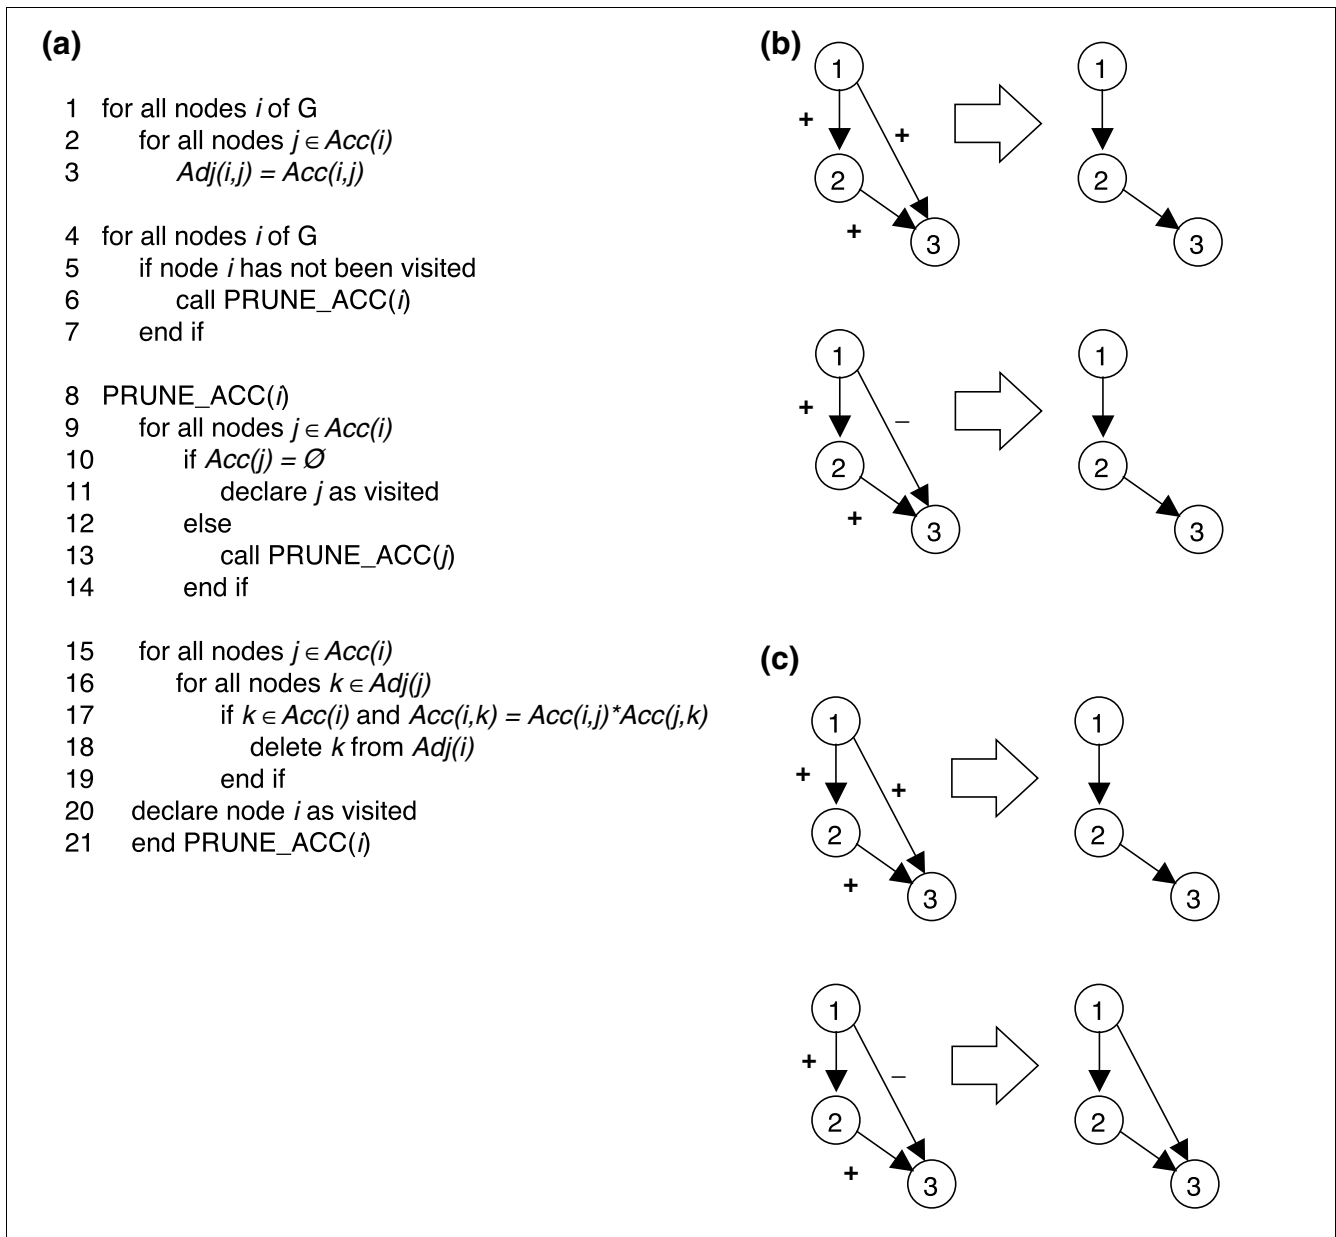 (a)
1 for all nodes i of G
2 for all nodes j ∈ Acc(i)
3 Adj(i,j) = Acc(i,j)
4 for all nodes i of G
5 if node i has not been visited
6 call PRUNE_ACC(i)
7 end if
8 PRUNE_ACC(i)
9 for all nodes j ∈ Acc(i)
10 if Acc(j) = Ø
11 declare j as visited
12 else
13 call PRUNE_ACC(j)
14 end if
15 for all nodes j ∈ Acc(i)
16 for all nodes k ∈ Adj(j)
17 if k ∈ Acc(i) and Acc(i,k) = Acc(i,j)*Acc(j,k)
18 delete k from Adj(i)
19 end if
20 declare node i as visited
21 end PRUNE_ACC(i)
(b)
1 1
+ +
2 2
+ 3 3
1 1
+ –
2 2
+ 3 3
(c)
1 1
+ +
2 2
+ 3 3
1 1
+ –
2 2
+ 3 3